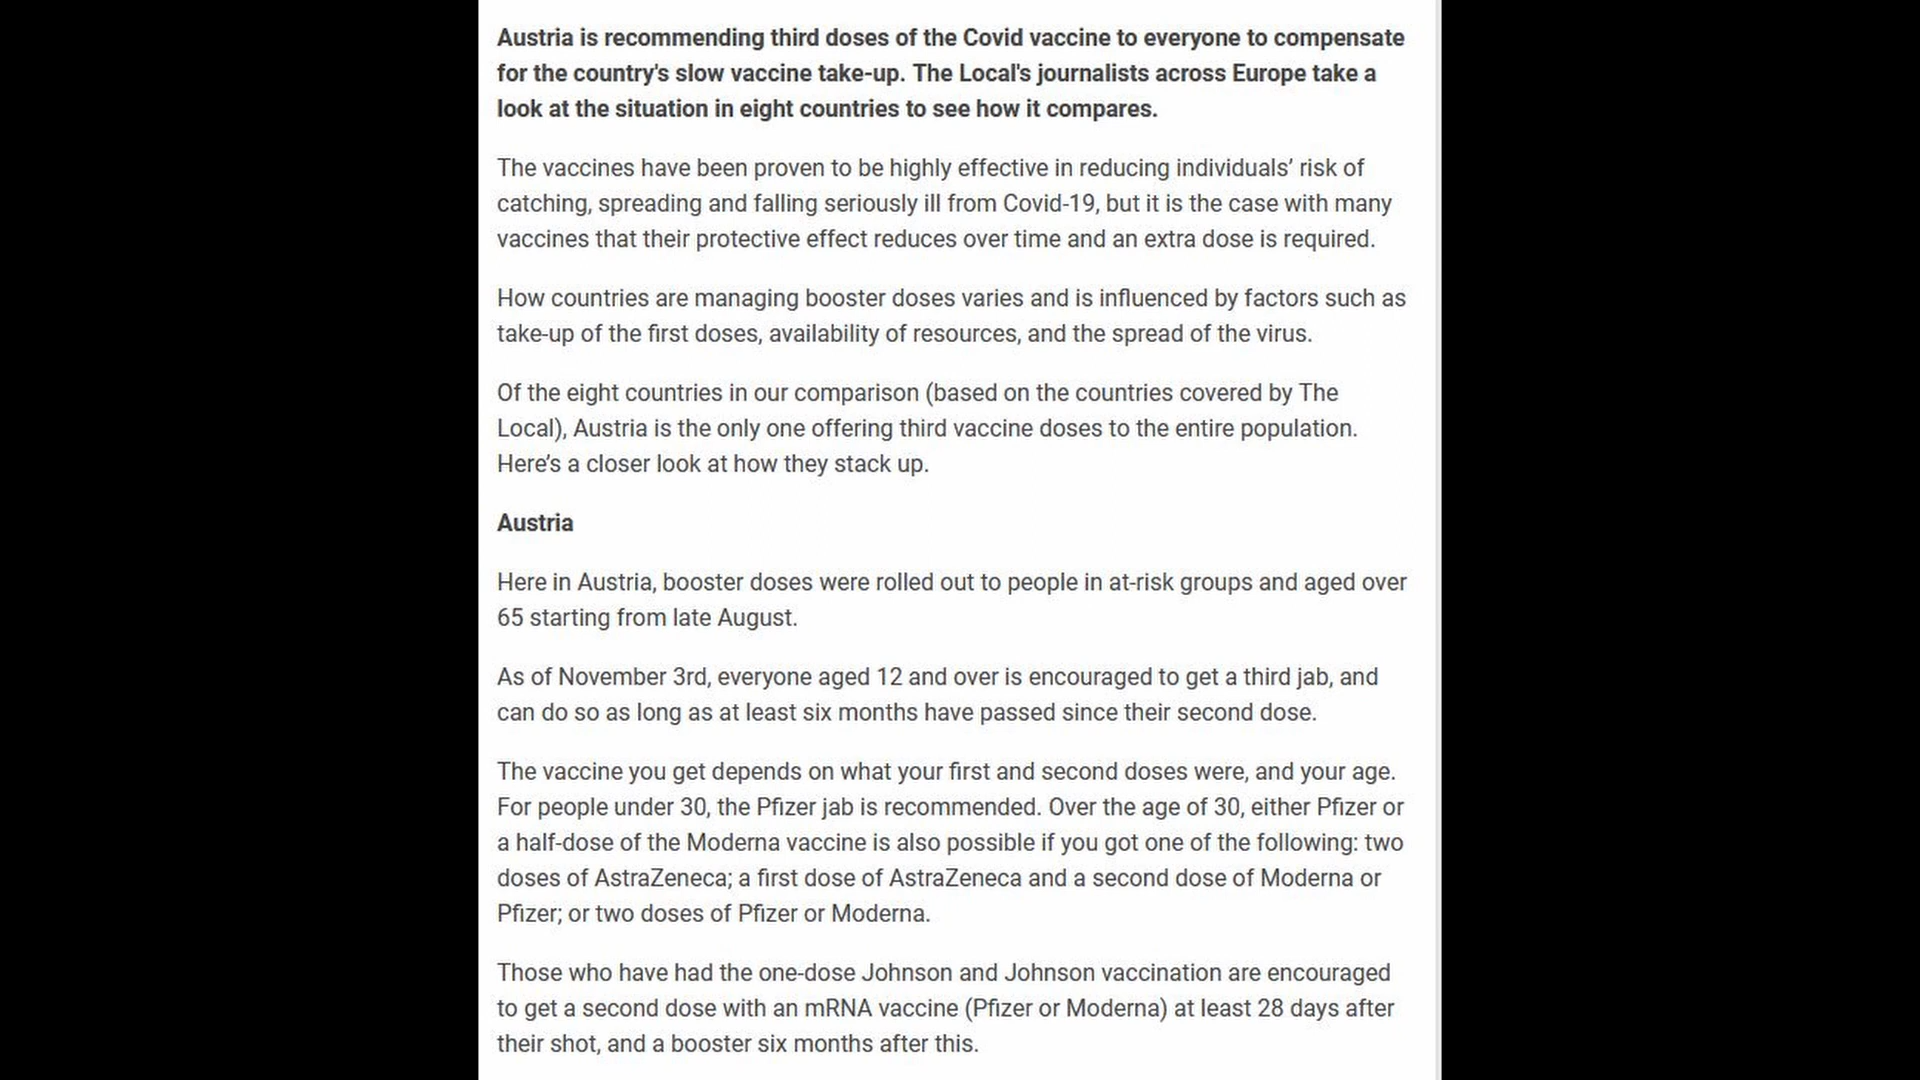 Austria is recommending third doses of the Covid vaccine to everyone to compensate
for the country's slow vaccine take-up. The Local's journalists across Europe take a
look at the situation in eight countries to see how it compares.
The vaccines have been proven to be highly effective in reducing individuals’ risk of
catching, spreading and falling seriously ill from Covid-19, but it is the case with many
vaccines that their protective effect reduces over time and an extra dose is required.
How countries are managing booster doses varies and is influenced by factors such as
take-up of the first doses, availability of resources, and the spread of the virus.
Of the eight countries in our comparison (based on the countries covered by The
Local), Austria is the only one offering third vaccine doses to the entire population.
Here’s a closer look at how they stack up.
Austria
Here in Austria, booster doses were rolled out to people in at-risk groups and aged over
65 starting from late August.
As of November 3rd, everyone aged 12 and over is encouraged to get a third jab, and
can do so as long as at least six months have passed since their second dose.
The vaccine you get depends on what your first and second doses were, and your age.
For people under 30, the Pfizer jab is recommended. Over the age of 30, either Pfizer or
a half-dose of the Moderna vaccine is also possible if you got one of the following: two
doses of AstraZeneca; a first dose of AstraZeneca and a second dose of Moderna or
Pfizer; or two doses of Pfizer or Moderna.
Those who have had the one-dose Johnson and Johnson vaccination are encouraged
to get a second dose with an mRNA vaccine (Pfizer or Moderna) at least 28 days after
their shot, and a booster six months after this.